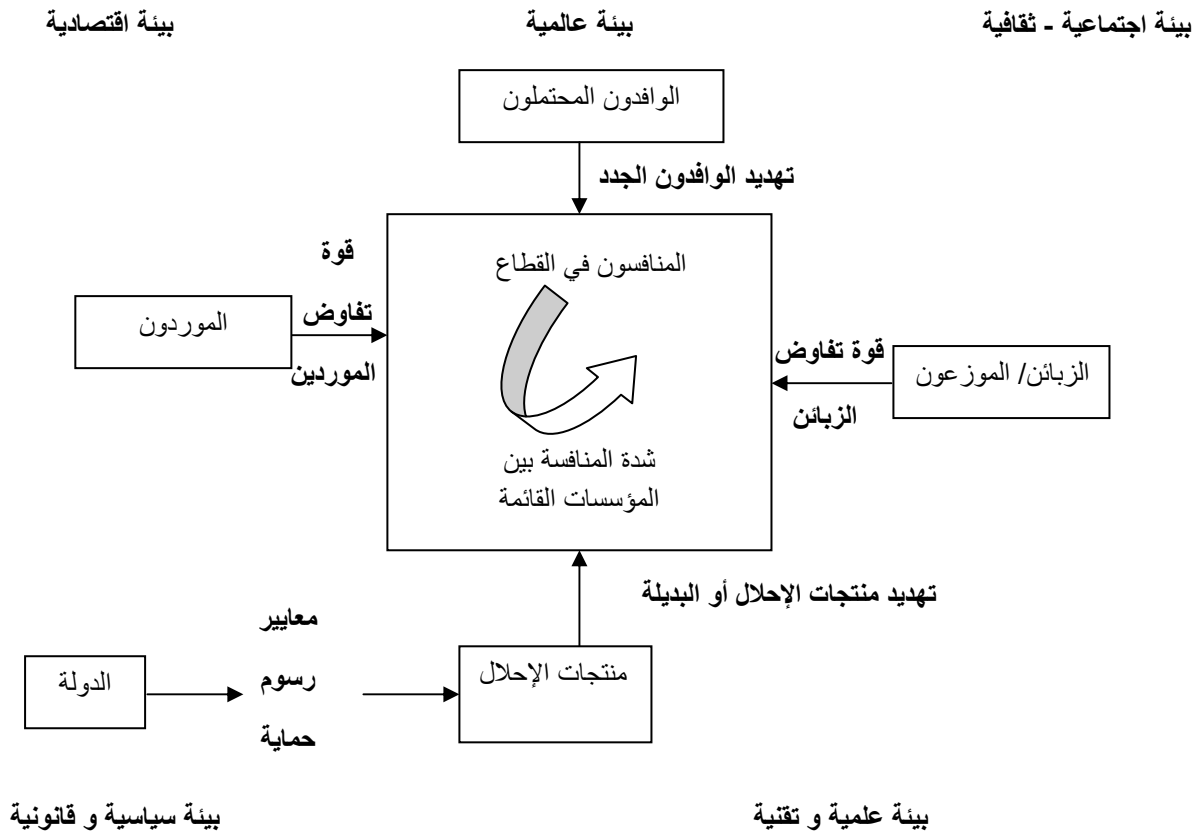 بيئة اجتماعية - ثقافية
بيئة عالمية
بيئة اقتصادية
الوافدون المحتملون
تهديد الوافدون الجدد
المنافسون في القطاع
قوة
تفاوض
الموردين
الموردون
قوة تفاوض
الزبائن
الزبائن/ الموزعون
شدة المنافسة بين
المؤسسات القائمة
تهديد منتجات الإحلال أو البديلة
منتجات الإحلال
معايير
رسوم
حماية
الدولة
بيئة علمية و تقنية
بيئة سياسية و قانونية